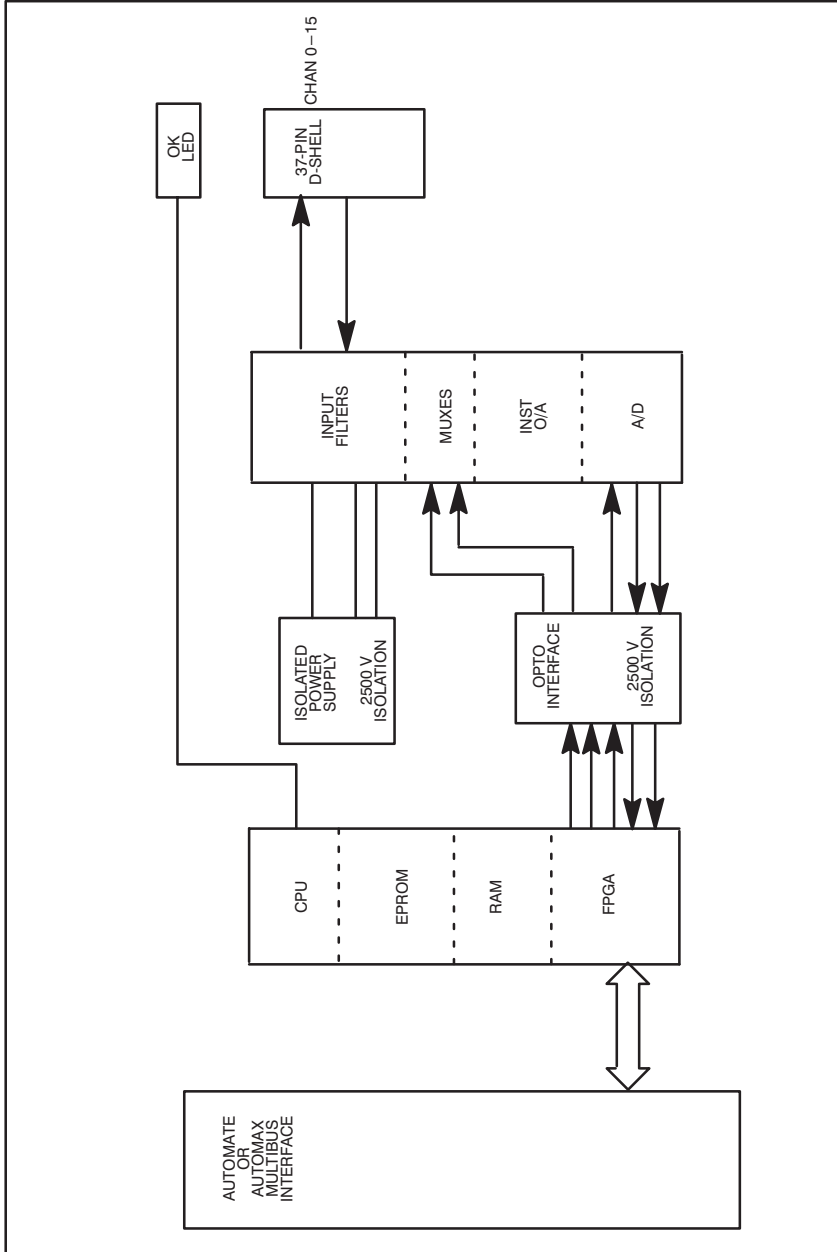 AUTOMATE
OR
AUTOMAX
MULTIBUS
INTERFACE
CPU
EPROM
RAM
FPGA
ISOLATED
POWER
SUPPLY
2500 V
ISOLATION
OPTO
INTERFACE
2500 V
ISOLATION
INPUT
FILTERS
MUXES
INST
O/A
A/D
OK
LED
37-PIN
D-SHELL
CHAN 0-15